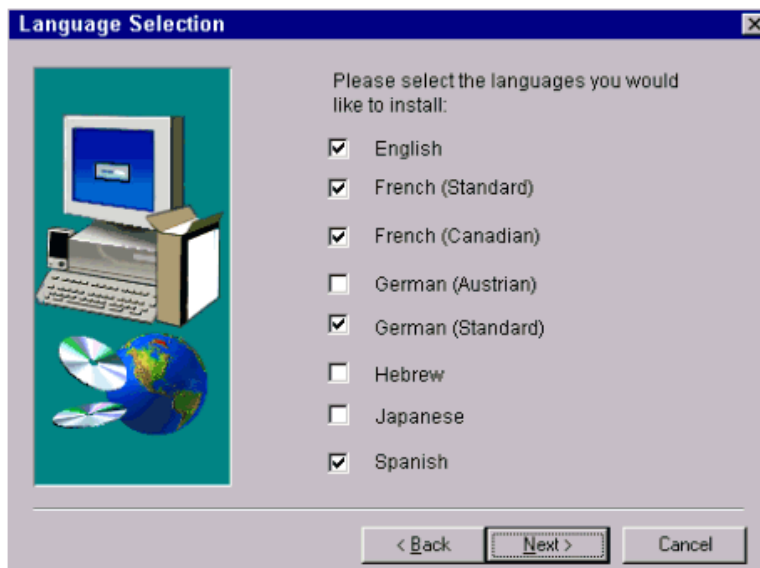 Language Selection
Please select the languages you would
like to install:
English
French (Standard)
French (Canadian)
German (Austrian)
German (Standard)
Hebrew
Japanese
Spanish
< Back
Next >
Cancel